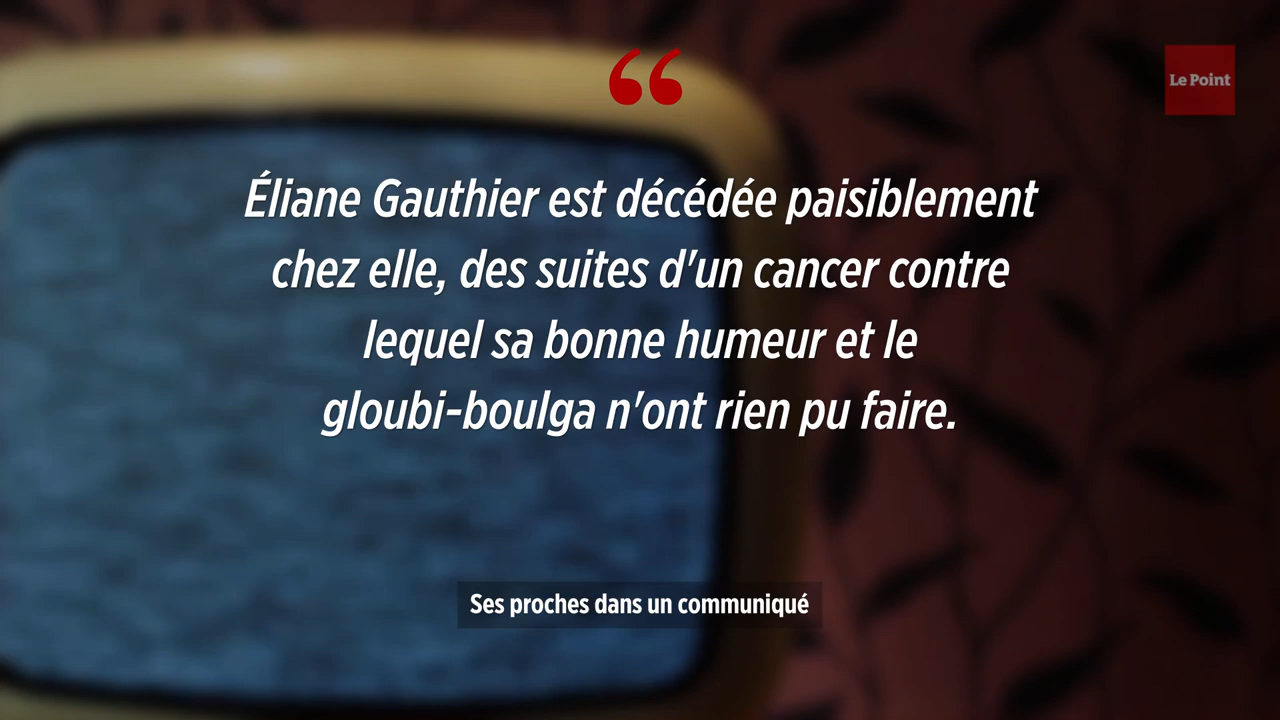 “
Le Point
Éliane Gauthier est décédée paisiblement
chez elle, des suites d'un cancer contre
lequel sa bonne humeur et le
gloubi-boulga n'ont rien pu faire.
Ses proches dans un communiqué